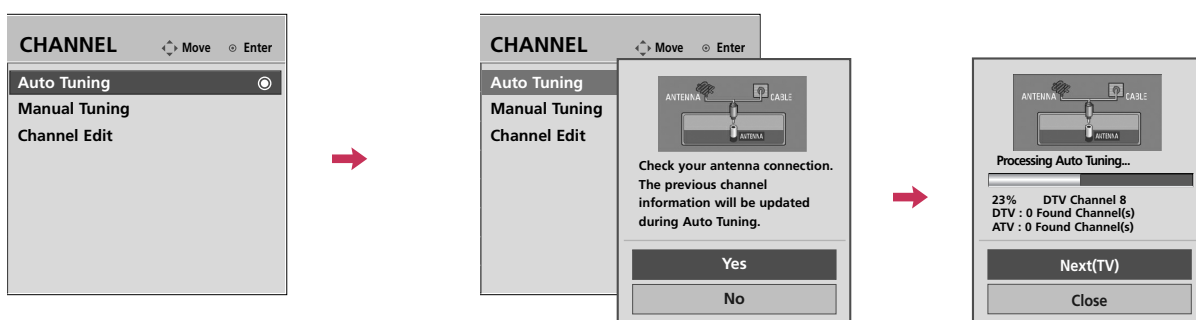 CHANNEL
Move Enter
Auto Tuning
Manual Tuning
Channel Edit
CHANNEL
Move Enter
Auto Tuning
Manual Tuning
Channel Edit
ANTENNA
CABLE
ANTENNA
Check your antenna connection.
The previous channel
information will be updated
during Auto Tuning.
Yes
No
ANTENNA
CABLE
ANTENNA
Processing Auto Tuning...
23% DTV Channel 8
DTV : 0 Found Channel(s)
ATV : 0 Found Channel(s)
Next(TV)
Close